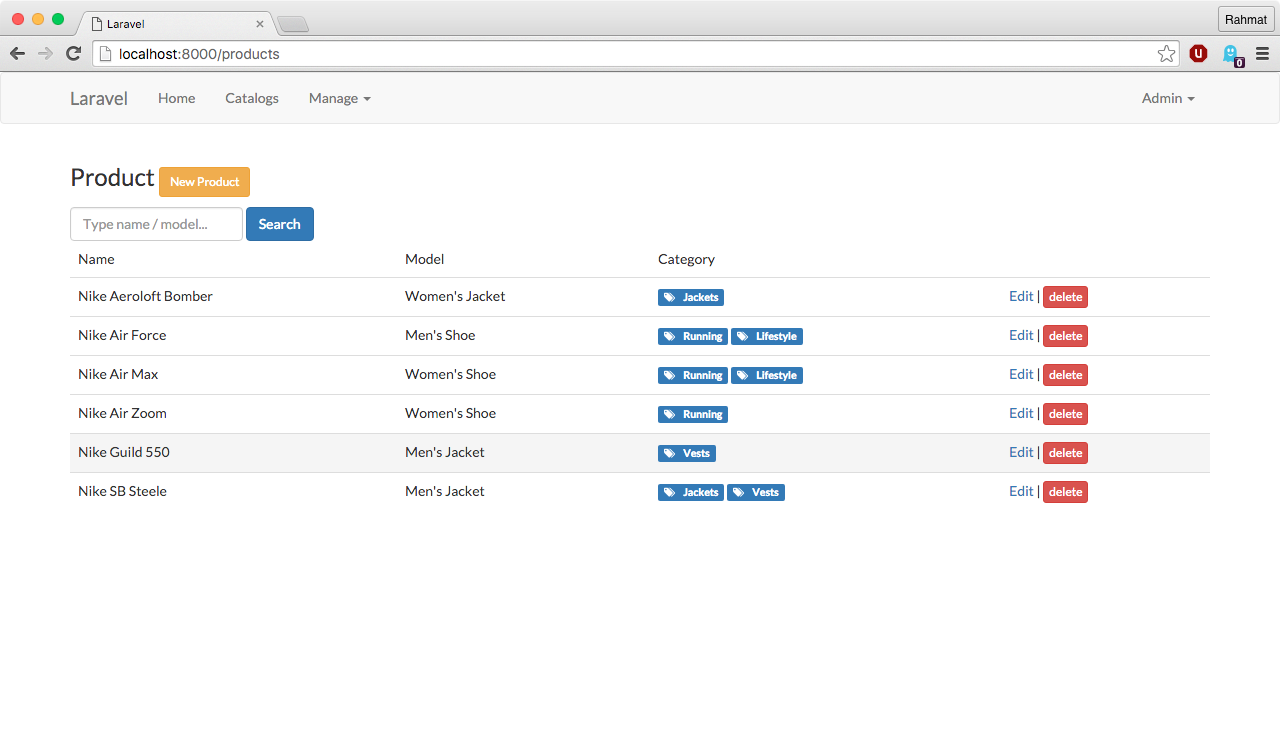 Laravel
Rahmat
localhost:8000/products
0
Laravel Home Catalogs Manage Admin
Product New Product
Type name / model... Search
Name Model Category
Nike Aeroloft Bomber Women's Jacket Jackets Edit | delete
Nike Air Force Men's Shoe Running Lifestyle Edit | delete
Nike Air Max Women's Shoe Running Lifestyle Edit | delete
Nike Air Zoom Women's Shoe Running Edit | delete
Nike Guild 550 Men's Jacket Vests Edit | delete
Nike SB Steele Men's Jacket Jackets Vests Edit | delete